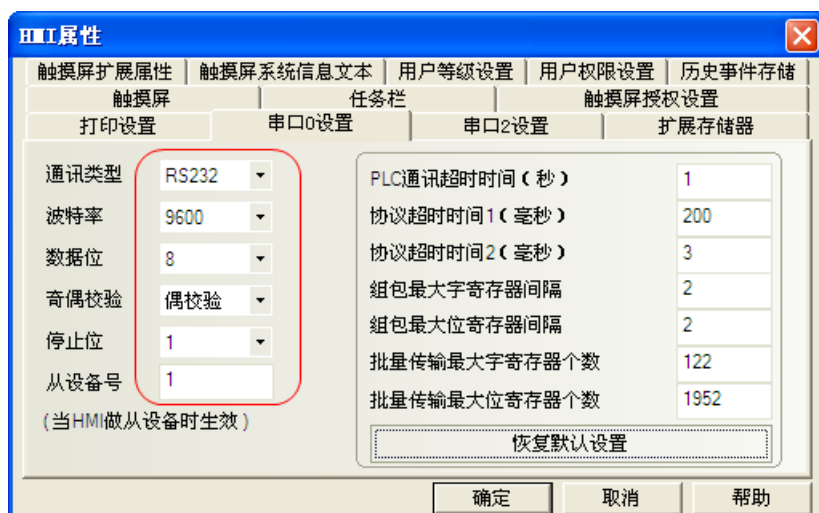 HMI属性
触摸屏扩展属性 触摸屏系统信息文本 用户等级设置 用户权限设置 历史事件存储
触摸屏 任务栏 触摸屏授权设置
打印设置 串口0设置 串口2设置 扩展存储器
通讯类型 RS232
波特率 9600
数据位 8
奇偶校验 偶校验
停止位 1
从设备号 1
(当HMI做从设备时生效)
PLC通讯超时时间(秒) 1
协议超时时间1(毫秒) 200
协议超时时间2(毫秒) 3
组包最大字寄存器间隔 2
组包最大位寄存器间隔 2
批量传输最大字寄存器个数 122
批量传输最大位寄存器个数 1952
恢复默认设置
确定 取消 帮助